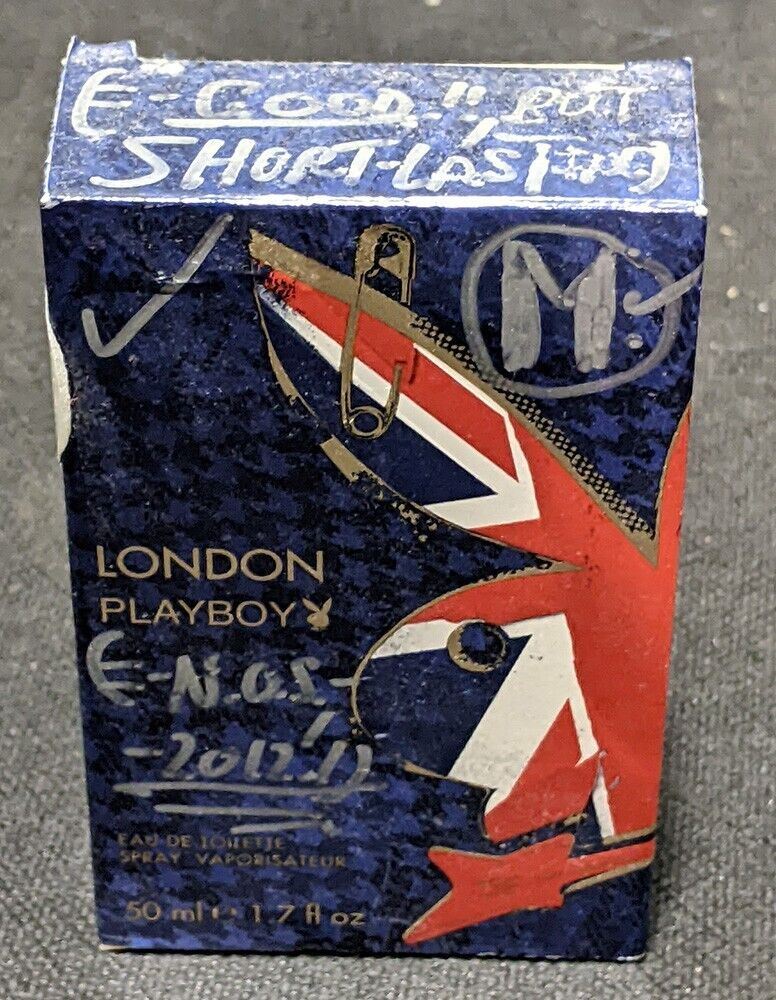 E-GOOD!! BUT
SHORT-LASTING
M.
LONDON
PLAYBOY
E-N.O.S.-
-2012!
EAU DE TOILETTE
SPRAY VAPORISATEUR
50 ml e 1.7 fl oz